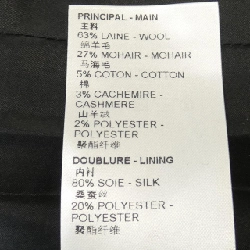 PRINCIPAL - MAIN
主料
63% LAINE - WOOL
绵羊毛
27% MOHAIR - MOHAIR
马海毛
5% COTON - COTTON
棉
3% CACHEMIRE -
CASHMERE
山羊绒
2% POLYESTER -
POLYESTER
聚酯纤维
DOUBLURE - LINING
内衬
80% SOIE - SILK
桑蚕丝
20% POLYESTER -
POLYESTER
聚酯纤维